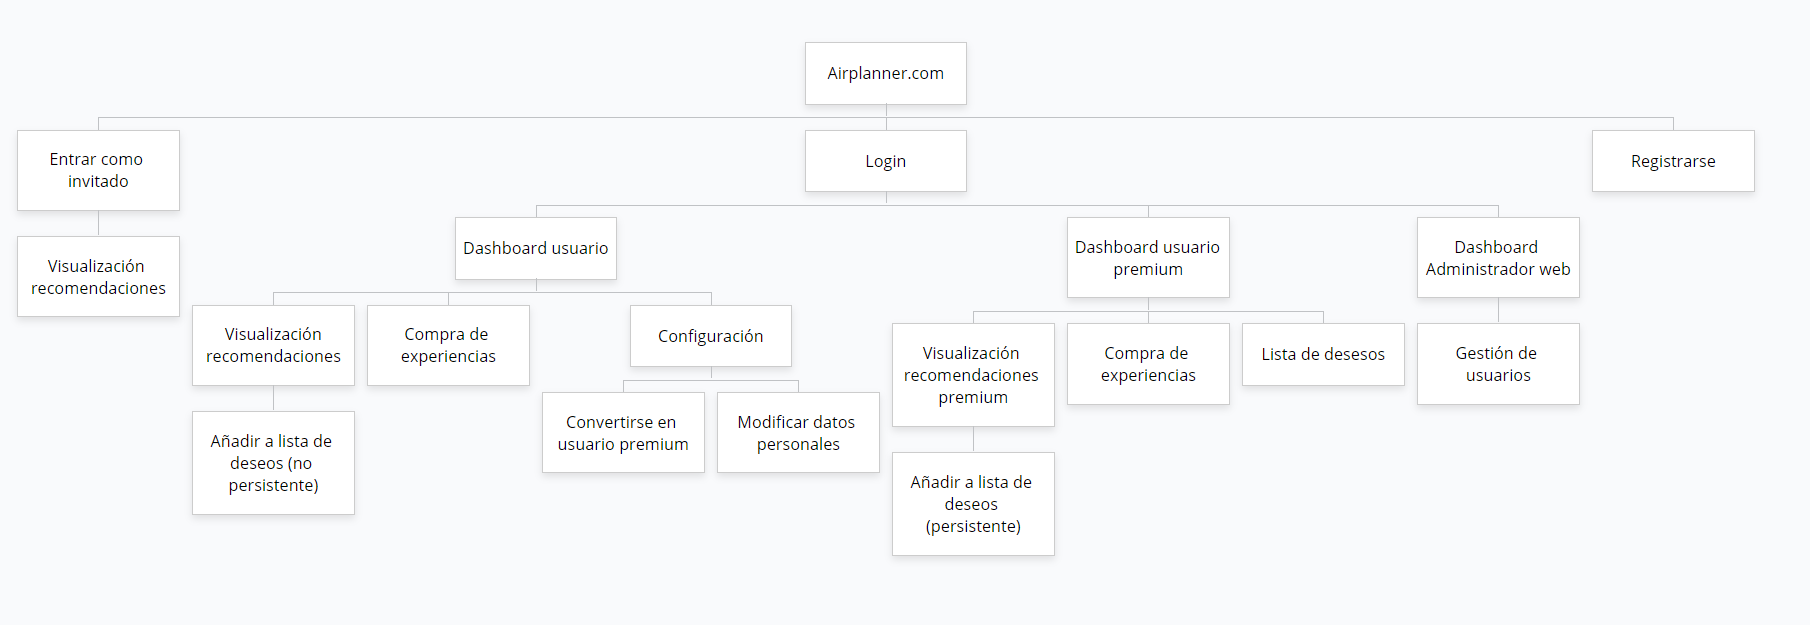 Airplanner.com
Entrar como
invitado
Login
Registrarse
Visualización
recomendaciones
Dashboard usuario
Dashboard usuario
premium
Dashboard
Administrador web
Visualización
recomendaciones
Compra de
experiencias
Configuración
Visualización
recomendaciones
premium
Compra de
experiencias
Lista de desesos
Gestión de
usuarios
Añadir a lista de
deseos (no
persistente)
Convertirse en
usuario premium
Modificar datos
personales
Añadir a lista de
deseos
(persistente)